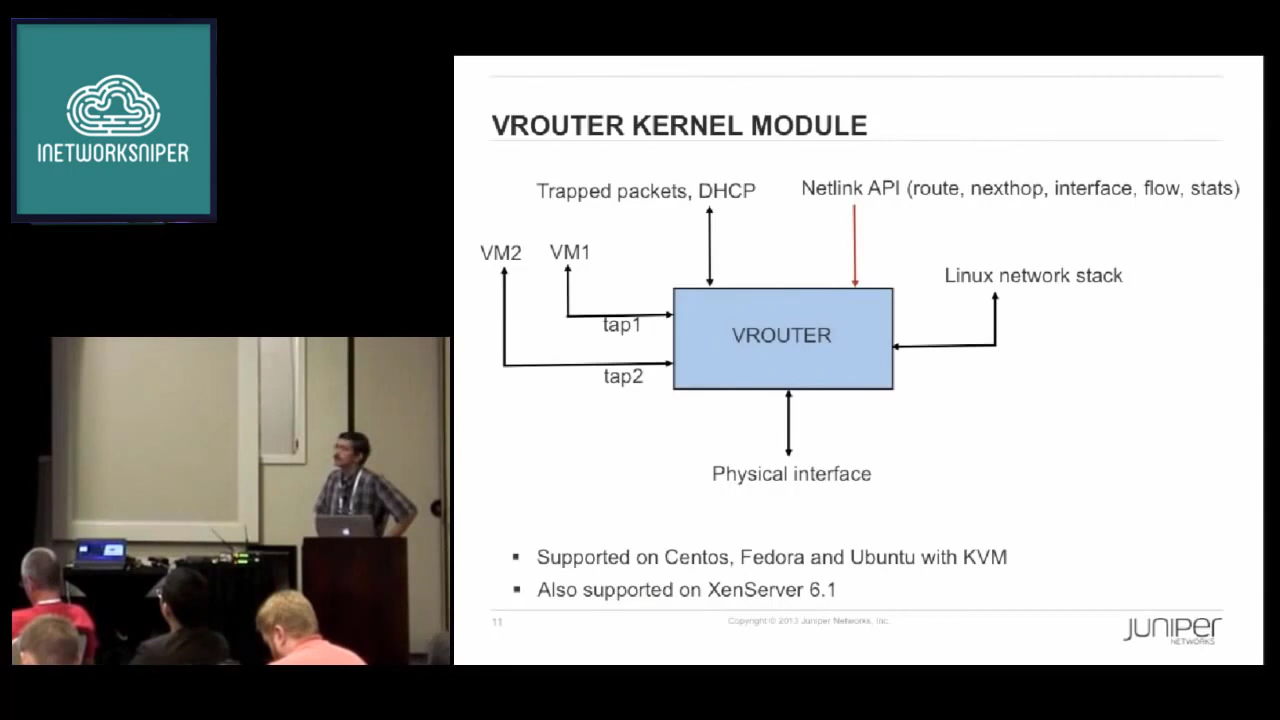 INETWORKSNIPER
VROUTER KERNEL MODULE
Trapped packets, DHCP
Netlink API (route, nexthop, interface, flow, stats)
VM2
VM1
Linux network stack
tap1
VROUTER
tap2
Physical interface
▪ Supported on Centos, Fedora and Ubuntu with KVM
▪ Also supported on XenServer 6.1
11
Copyright © 2013 Juniper Networks, Inc.
JUNIPER
NETWORKS